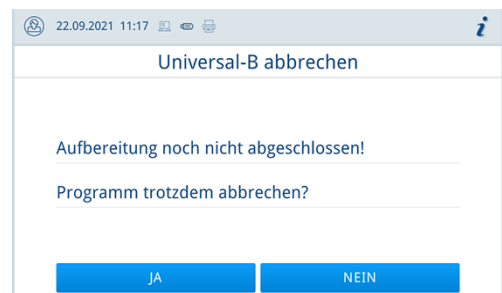 22.09.2021 11:17 i
Universal-B abbrechen
Aufbereitung noch nicht abgeschlossen!
Programm trotzdem abbrechen?
JA NEIN